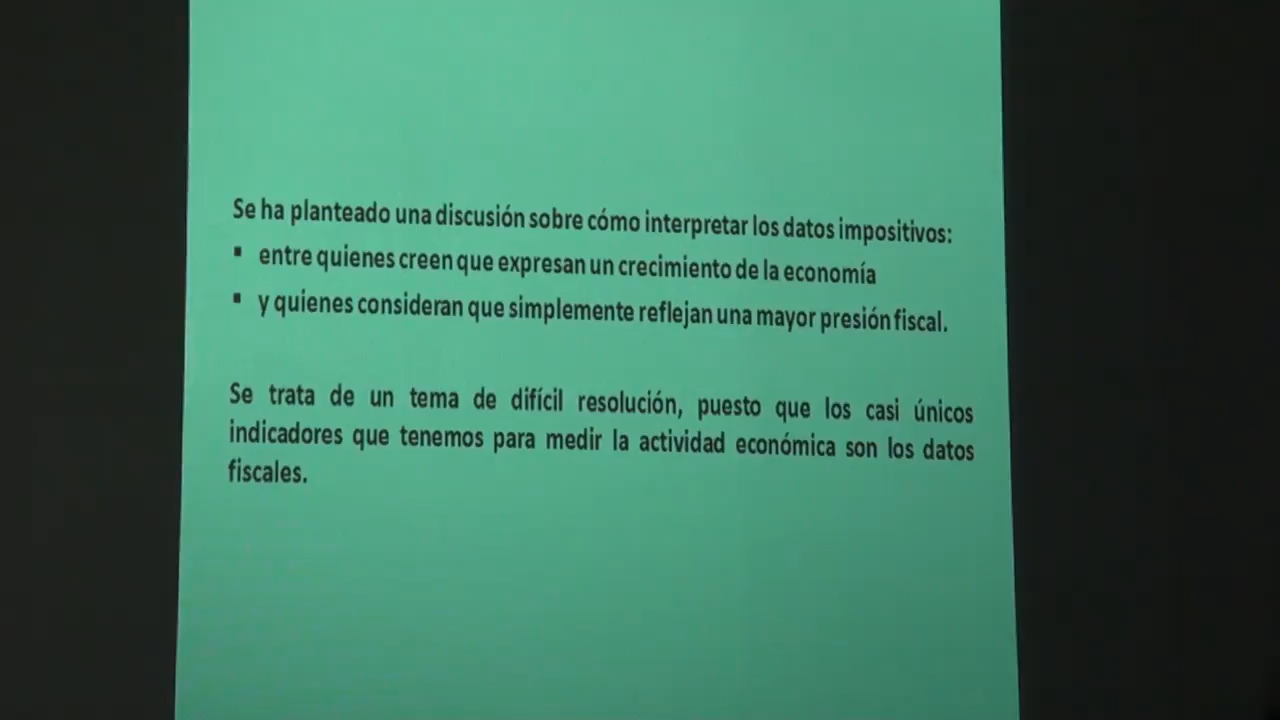 Se ha planteado una discusión sobre cómo interpretar los datos impositivos:
▪ entre quienes creen que expresan un crecimiento de la economía
▪ y quienes consideran que simplemente reflejan una mayor presión fiscal.
Se trata de un tema de difícil resolución, puesto que los casi únicos
indicadores que tenemos para medir la actividad económica son los datos
fiscales.